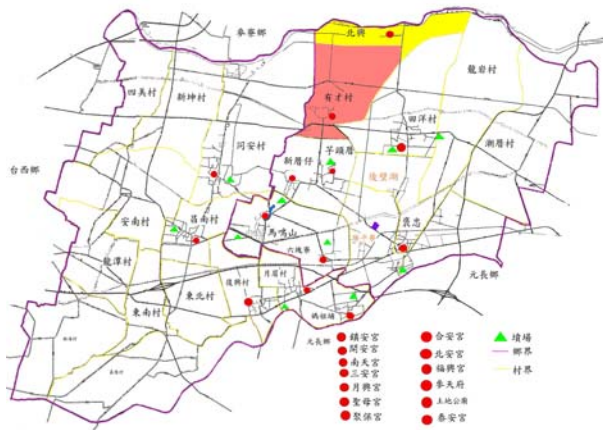 麥寮鄉
北興
龍岩村
四美村
新坤村
有才村
田洋村
潮厝村
同安村
芋頭厝
新厝仔
台西鄉
後壁湖
安南村
昌南村
馬鳴山
褒忠
龍潭村
六塊寮
元長鄉
月眉村
東北村
復興村
東南村
媽祖埔
元長鄉
鎮安宮
開安宮
南天宮
三安宮
月興宮
聖母宮
聚保宮
合安宮
北安宮
福興宮
參天府
土地公廟
泰安宮
墳場
鄉界
村界